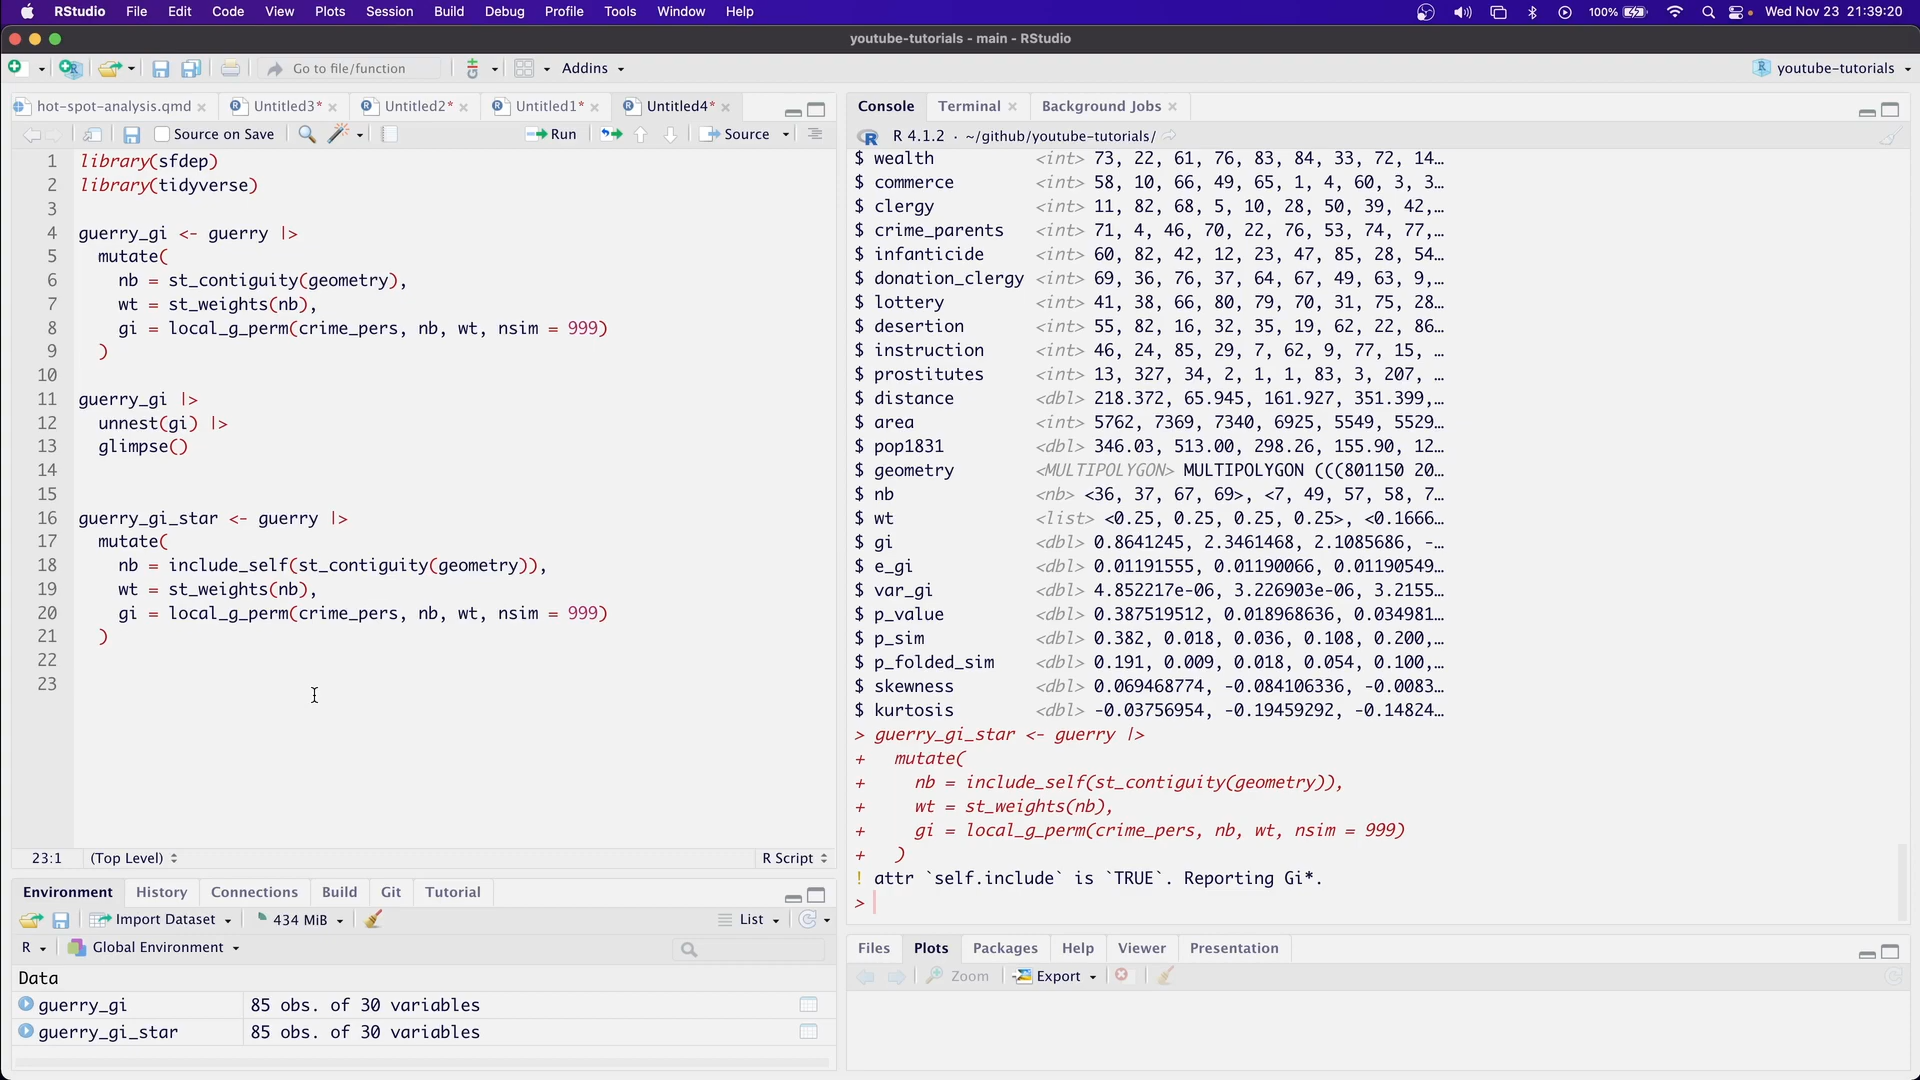 RStudio File Edit Code View Plots Session Build Debug Profile Tools Window Help 100% Wed Nov 23 21:39:20
youtube-tutorials - main - RStudio
Go to file/function Addins youtube-tutorials
hot-spot-analysis.qmd Untitled3* Untitled2* Untitled1* Untitled4*
Source on Save Run Source
1 library(sfdep)
2 library(tidyverse)
3
4 guerry_gi <- guerry |>
5 mutate(
6 nb = st_contiguity(geometry),
7 wt = st_weights(nb),
8 gi = local_g_perm(crime_pers, nb, wt, nsim = 999)
9 )
10
11 guerry_gi |>
12 unnest(gi) |>
13 glimpse()
14
15
16 guerry_gi_star <- guerry |>
17 mutate(
18 nb = include_self(st_contiguity(geometry)),
19 wt = st_weights(nb),
20 gi = local_g_perm(crime_pers, nb, wt, nsim = 999)
21 )
22
23
23:1 (Top Level) R Script
Environment History Connections Build Git Tutorial
Import Dataset 434 MiB List
R Global Environment
Data
guerry_gi 85 obs. of 30 variables
guerry_gi_star 85 obs. of 30 variables
Console Terminal Background Jobs
R 4.1.2 · ~/github/youtube-tutorials/
$ wealth <int> 73, 22, 61, 76, 83, 84, 33, 72, 14…
$ commerce <int> 58, 10, 66, 49, 65, 1, 4, 60, 3, 3…
$ clergy <int> 11, 82, 68, 5, 10, 28, 50, 39, 42,…
$ crime_parents <int> 71, 4, 46, 70, 22, 76, 53, 74, 77,…
$ infanticide <int> 60, 82, 42, 12, 23, 47, 85, 28, 54…
$ donation_clergy <int> 69, 36, 76, 37, 64, 67, 49, 63, 9,…
$ lottery <int> 41, 38, 66, 80, 79, 70, 31, 75, 28…
$ desertion <int> 55, 82, 16, 32, 35, 19, 62, 22, 86…
$ instruction <int> 46, 24, 85, 29, 7, 62, 9, 77, 15, …
$ prostitutes <int> 13, 327, 34, 2, 1, 1, 83, 3, 207, …
$ distance <dbl> 218.372, 65.945, 161.927, 351.399,…
$ area <int> 5762, 7369, 7340, 6925, 5549, 5529…
$ pop1831 <dbl> 346.03, 513.00, 298.26, 155.90, 12…
$ geometry <MULTIPOLYGON> MULTIPOLYGON (((801150 20…
$ nb <nb> <36, 37, 67, 69>, <7, 49, 57, 58, 7…
$ wt <list> <0.25, 0.25, 0.25, 0.25>, <0.1666…
$ gi <dbl> 0.8641245, 2.3461468, 2.1085686, -…
$ e_gi <dbl> 0.01191555, 0.01190066, 0.01190549…
$ var_gi <dbl> 4.852217e-06, 3.226903e-06, 3.2155…
$ p_value <dbl> 0.387519512, 0.018968636, 0.034981…
$ p_sim <dbl> 0.382, 0.018, 0.036, 0.108, 0.200,…
$ p_folded_sim <dbl> 0.191, 0.009, 0.018, 0.054, 0.100,…
$ skewness <dbl> 0.069468774, -0.084106336, -0.0083…
$ kurtosis <dbl> -0.03756954, -0.19459292, -0.14824…
> guerry_gi_star <- guerry |>
+ mutate(
+ nb = include_self(st_contiguity(geometry)),
+ wt = st_weights(nb),
+ gi = local_g_perm(crime_pers, nb, wt, nsim = 999)
+ )
! attr `self.include` is `TRUE`. Reporting Gi*.
>
Files Plots Packages Help Viewer Presentation
Zoom Export